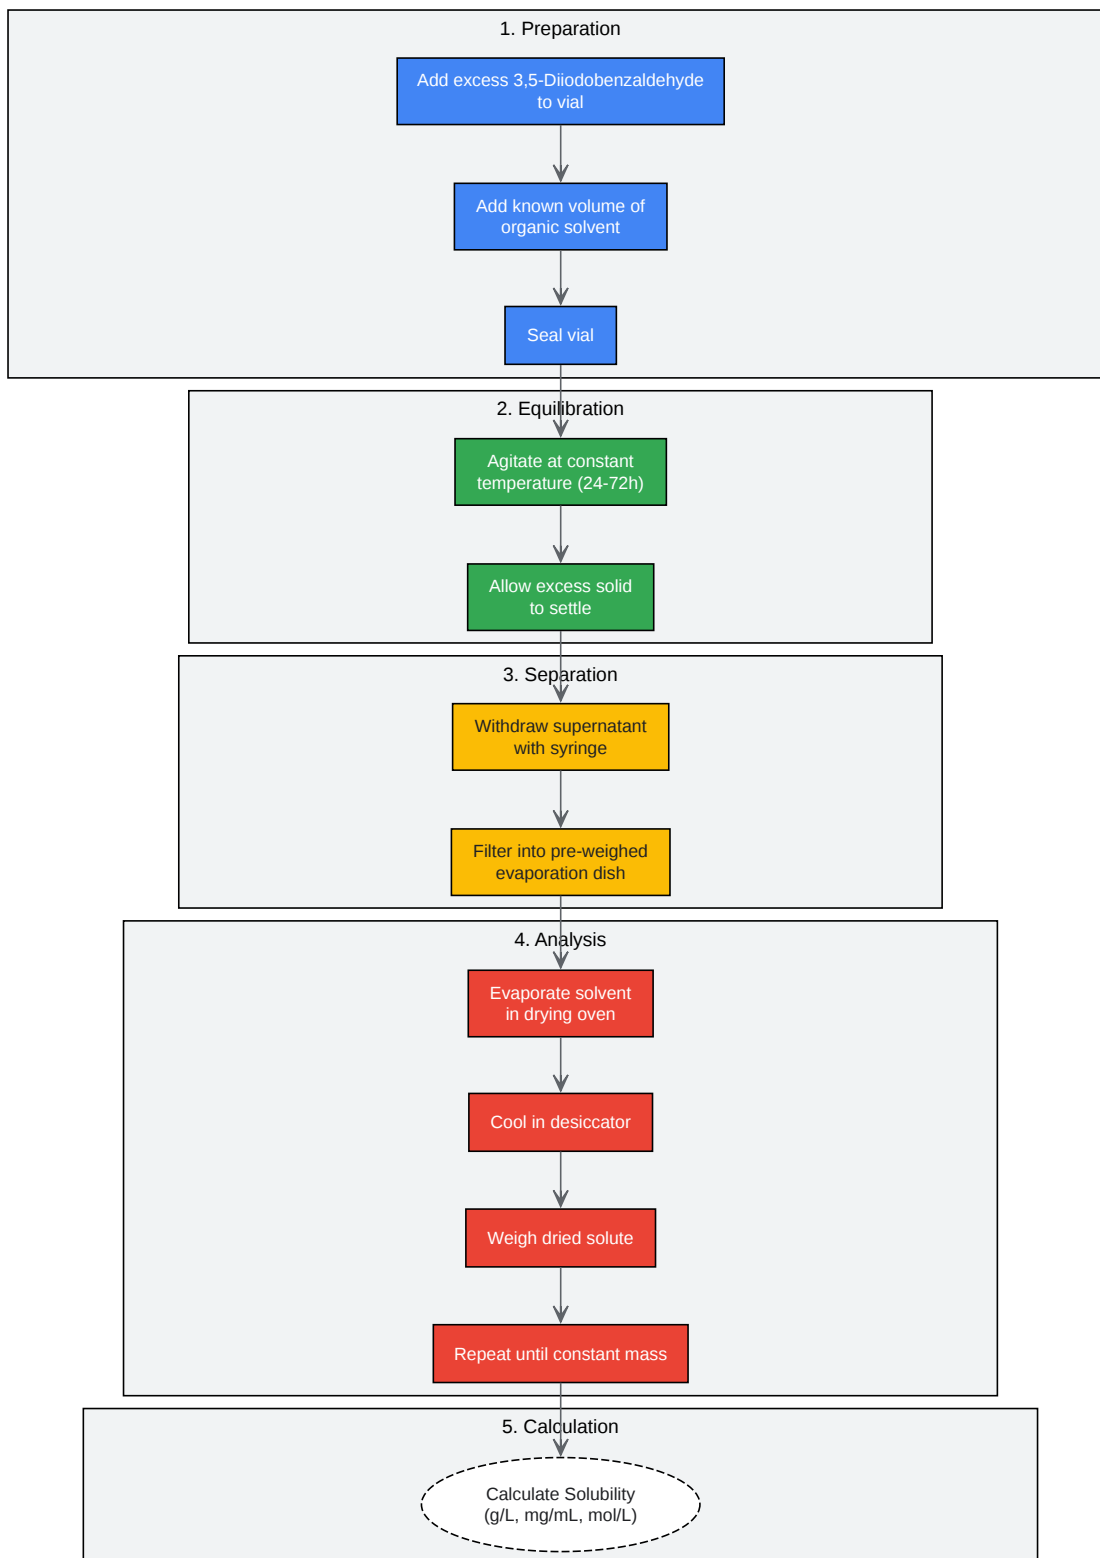 1. Preparation
Add excess 3,5-Diiodobenzaldehyde
to vial
Add known volume of
organic solvent
Seal vial
2. Equilibration
Agitate at constant
temperature (24-72h)
Allow excess solid
to settle
3. Separation
Withdraw supernatant
with syringe
Filter into pre-weighed
evaporation dish
4. Analysis
Evaporate solvent
in drying oven
Cool in desiccator
Weigh dried solute
Repeat until constant mass
5. Calculation
Calculate Solubility
(g/L, mg/mL, mol/L)